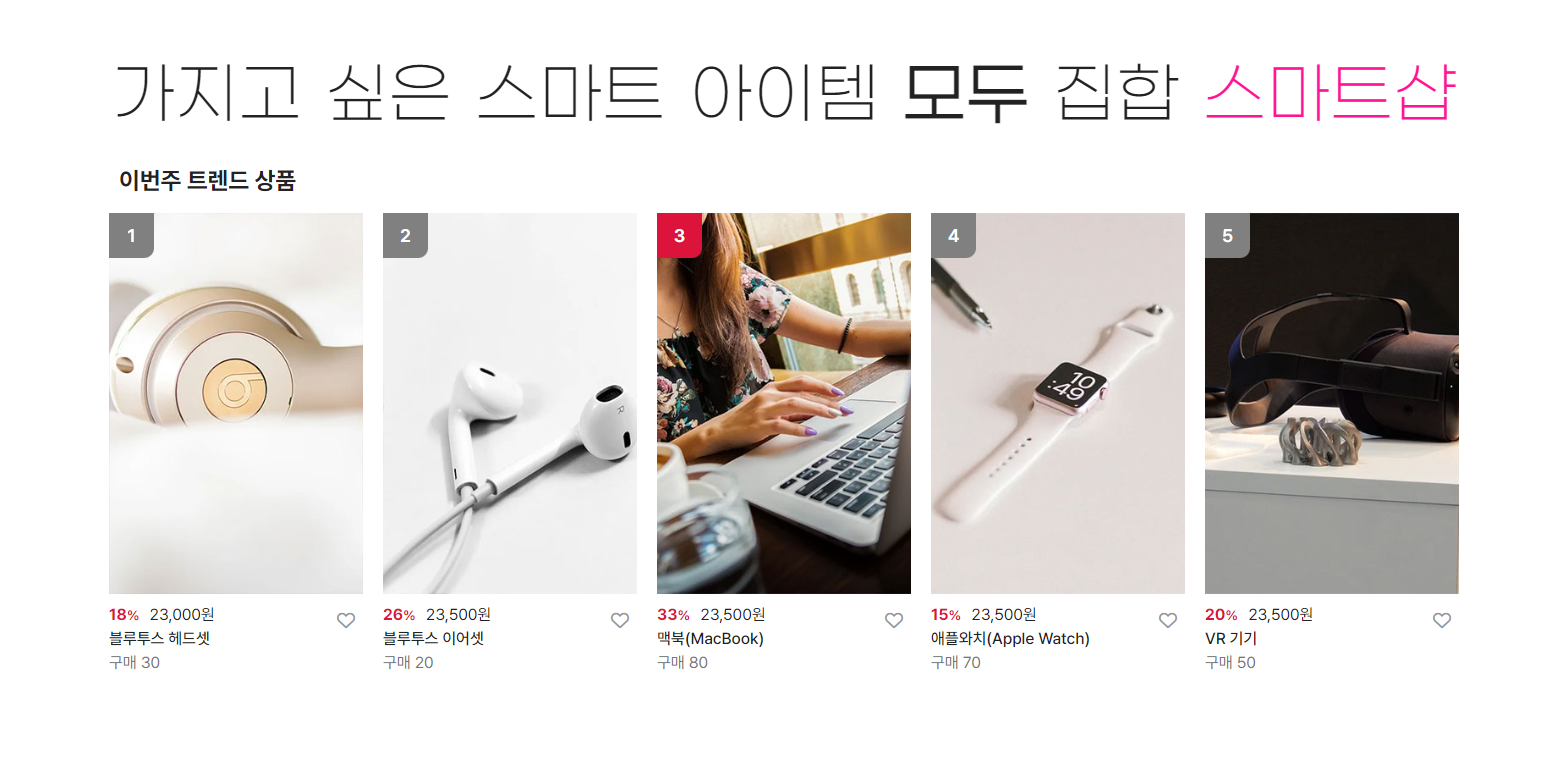 가지고 싶은 스마트 아이템 모두 집합 스마트샵
이번주 트렌드 상품
1
18% 23,000원
블루투스 헤드셋
구매 30
2
R
26% 23,500원
블루투스 이어셋
구매 20
3
33% 23,500원
맥북(MacBook)
구매 80
4
10
:49
15% 23,500원
애플와치(Apple Watch)
구매 70
5
20% 23,500원
VR 기기
구매 50